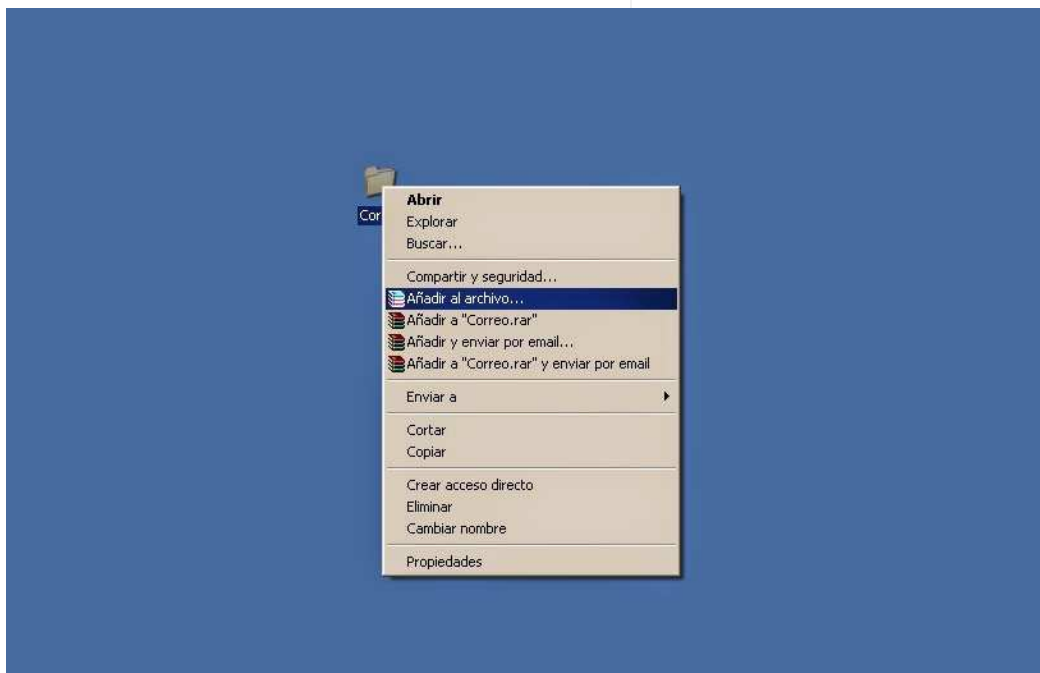 Cor
Abrir
Explorar
Buscar...
Compartir y seguridad...
Añadir al archivo...
Añadir a "Correo.rar"
Añadir y enviar por email...
Añadir a "Correo.rar" y enviar por email
Enviar a
Cortar
Copiar
Crear acceso directo
Eliminar
Cambiar nombre
Propiedades